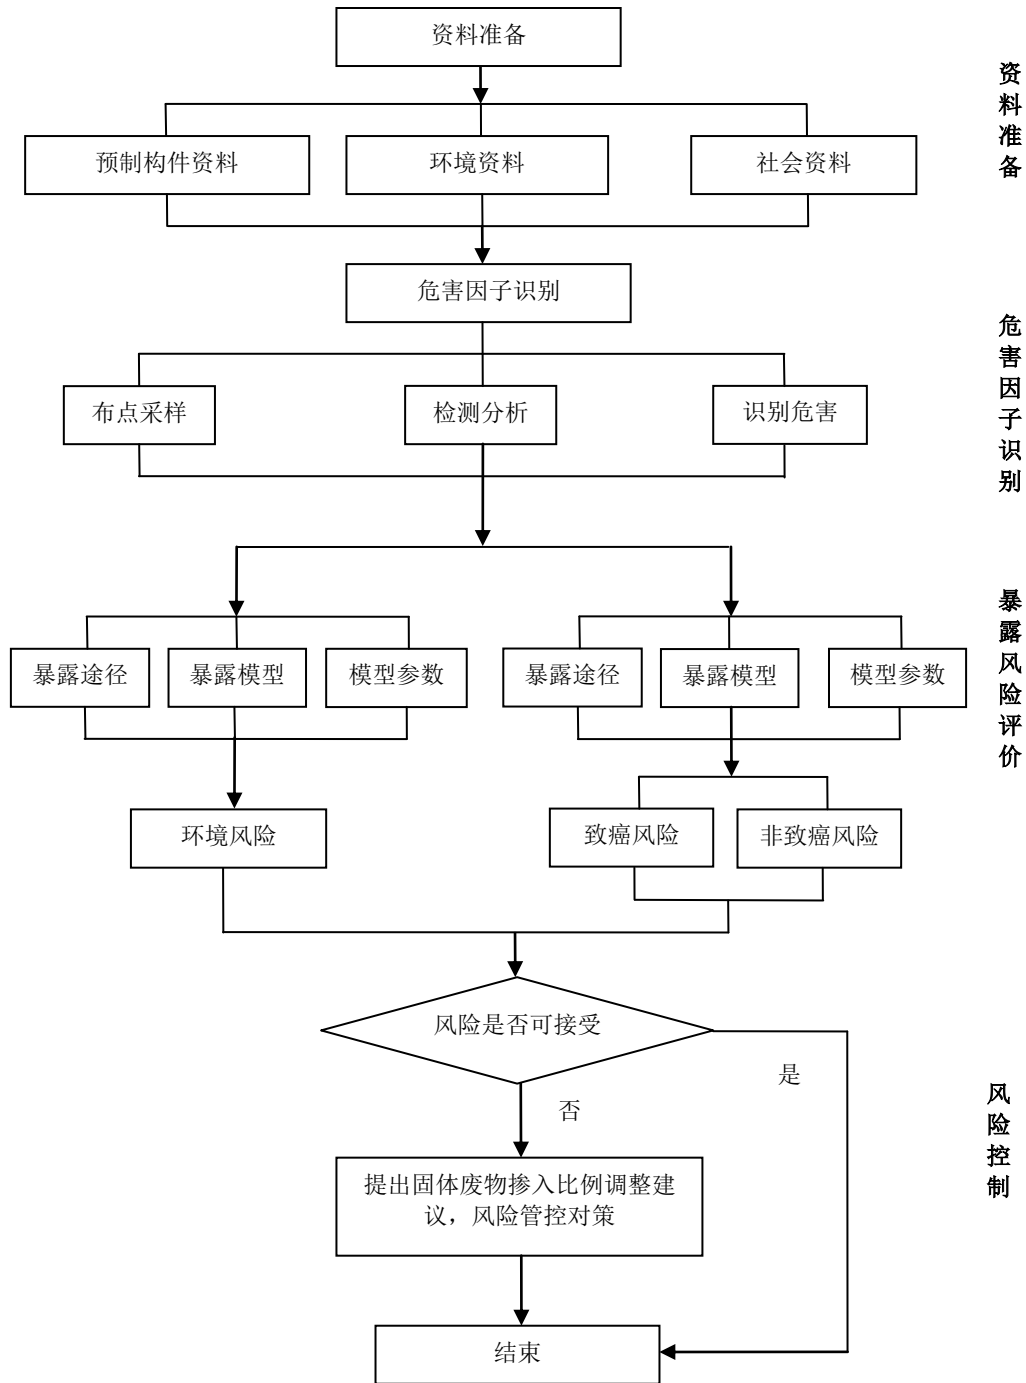 资料准备
预制构件资料
环境资料
社会资料
资料准备
危害因子识别
布点采样
检测分析
识别危害
危害因子识别
暴露途径
暴露模型
模型参数
暴露途径
暴露模型
模型参数
暴露风险评价
环境风险
致癌风险
非致癌风险
风险是否可接受
是
否
提出固体废物掺入比例调整建
议，风险管控对策
风险控制
结束